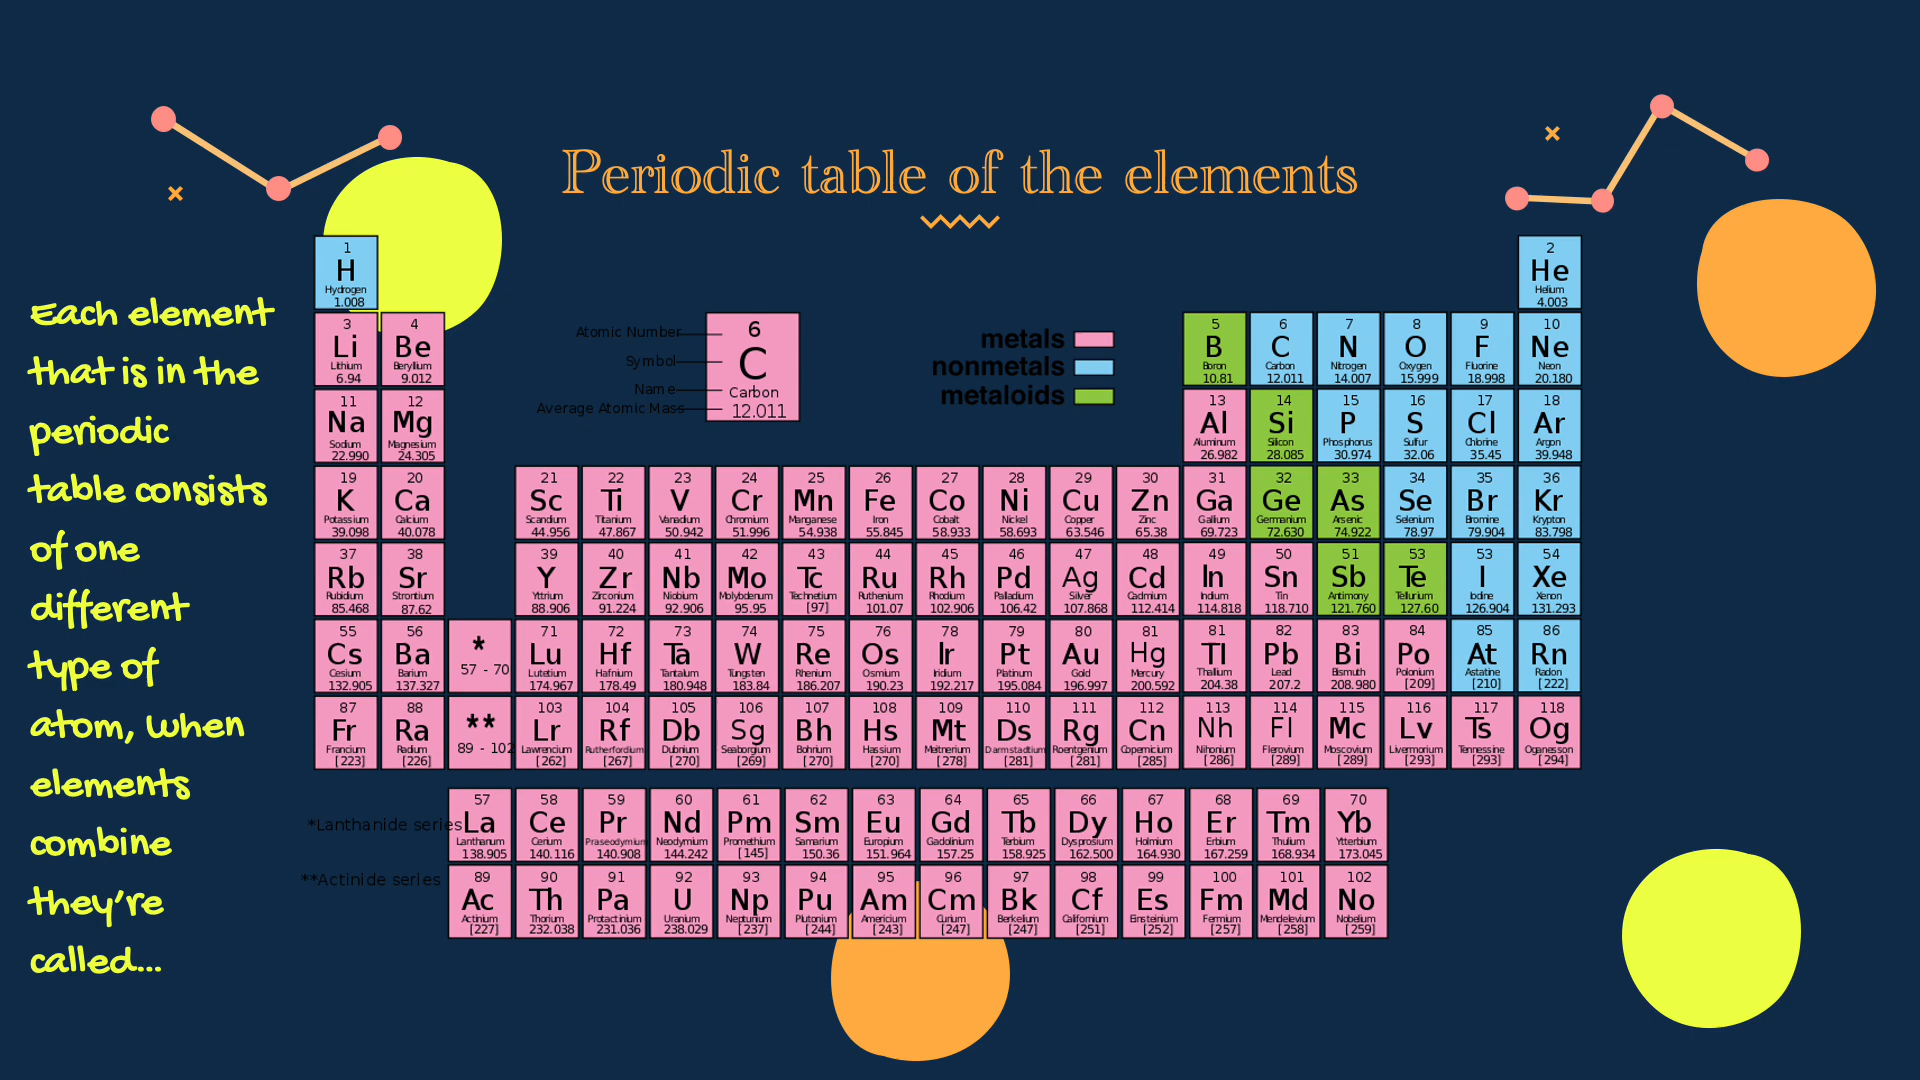 Periodic table of the elements
Each element
that is in the
periodic
table consists
of one
different
type of
atom, when
elements
combine
they're
called...
1 2
H He
Hydrogen Helium
1.008 4.003
Atomic Number
Symbol
Name
Average Atomic Mass
6
C
Carbon
12.011
metals
nonmetals
metaloids
3 4 5 6 7 8 9 10
Li Be B C N O F Ne
Lithium Beryllium Boron Carbon Nitrogen Oxygen Fluorine Neon
6.94 9.012 10.81 12.011 14.007 15.999 18.998 20.180
11 12 13 14 15 16 17 18
Na Mg Al Si P S Cl Ar
Sodium Magnesium Aluminum Silicon Phosphorus Sulfur Chlorine Argon
22.990 24.305 26.982 28.085 30.974 32.06 35.45 39.948
19 20 21 22 23 24 25 26 27 28 29 30 31 32 33 34 35 36
K Ca Sc Ti V Cr Mn Fe Co Ni Cu Zn Ga Ge As Se Br Kr
Potassium Calcium Scandium Titanium Vanadium Chromium Manganese Iron Cobalt Nickel Copper Zinc Gallium Germanium Arsenic Selenium Bromine Krypton
39.098 40.078 44.956 47.867 50.942 51.996 54.938 55.845 58.933 58.693 63.546 65.38 69.723 72.630 74.922 78.97 79.904 83.798
37 38 39 40 41 42 43 44 45 46 47 48 49 50 51 53 53 54
Rb Sr Y Zr Nb Mo Tc Ru Rh Pd Ag Cd In Sn Sb Te I Xe
Rubidium Strontium Yttrium Zirconium Niobium Molybdenum Technetium Ruthenium Rhodium Palladium Silver Cadmium Indium Tin Antimony Tellurium Iodine Xenon
85.468 87.62 88.906 91.224 92.906 95.95 [97] 101.07 102.906 106.42 107.868 112.414 114.818 118.710 121.760 127.60 126.904 131.293
55 56 * 71 72 73 74 75 76 78 79 80 81 81 82 83 84 85 86
Cs Ba 57 - 70 Lu Hf Ta W Re Os Ir Pt Au Hg Tl Pb Bi Po At Rn
Cesium Barium Lutetium Hafnium Tantalum Tungsten Rhenium Osmium Iridium Platinum Gold Mercury Thallium Lead Bismuth Polonium Astatine Radon
132.905 137.327 174.967 178.49 180.948 183.84 186.207 190.23 192.217 195.084 196.997 200.592 204.38 207.2 208.980 [209] [210] [222]
87 88 ** 103 104 105 106 107 108 109 110 111 112 113 114 115 116 117 118
Fr Ra 89 - 102 Lr Rf Db Sg Bh Hs Mt Ds Rg Cn Nh Fl Mc Lv Ts Og
Francium Radium Lawrencium Rutherfordium Dubnium Seaborgium Bohrium Hassium Meitnerium Darmstadtium Roentgenium Copernicium Nihonium Flerovium Moscovium Livermorium Tennessine Oganesson
[223] [226] [262] [267] [270] [269] [270] [270] [278] [281] [281] [285] [286] [289] [289] [293] [293] [294]
57 58 59 60 61 62 63 64 65 66 67 68 69 70
*Lanthanide series La Ce Pr Nd Pm Sm Eu Gd Tb Dy Ho Er Tm Yb
Lanthanum Cerium Praseodymium Neodymium Promethium Samarium Europium Gadolinium Terbium Dysprosium Holmium Erbium Thulium Ytterbium
138.905 140.116 140.908 144.242 [145] 150.36 151.964 157.25 158.925 162.500 164.930 167.259 168.934 173.045
**Actinide series 89 90 91 92 93 94 95 96 97 98 99 100 101 102
Ac Th Pa U Np Pu Am Cm Bk Cf Es Fm Md No
Actinium Thorium Protactinium Uranium Neptunium Plutonium Americium Curium Berkelium Californium Einsteinium Fermium Mendelevium Nobelium
[227] 232.038 231.036 238.029 [237] [244] [243] [247] [247] [251] [252] [257] [258] [259]